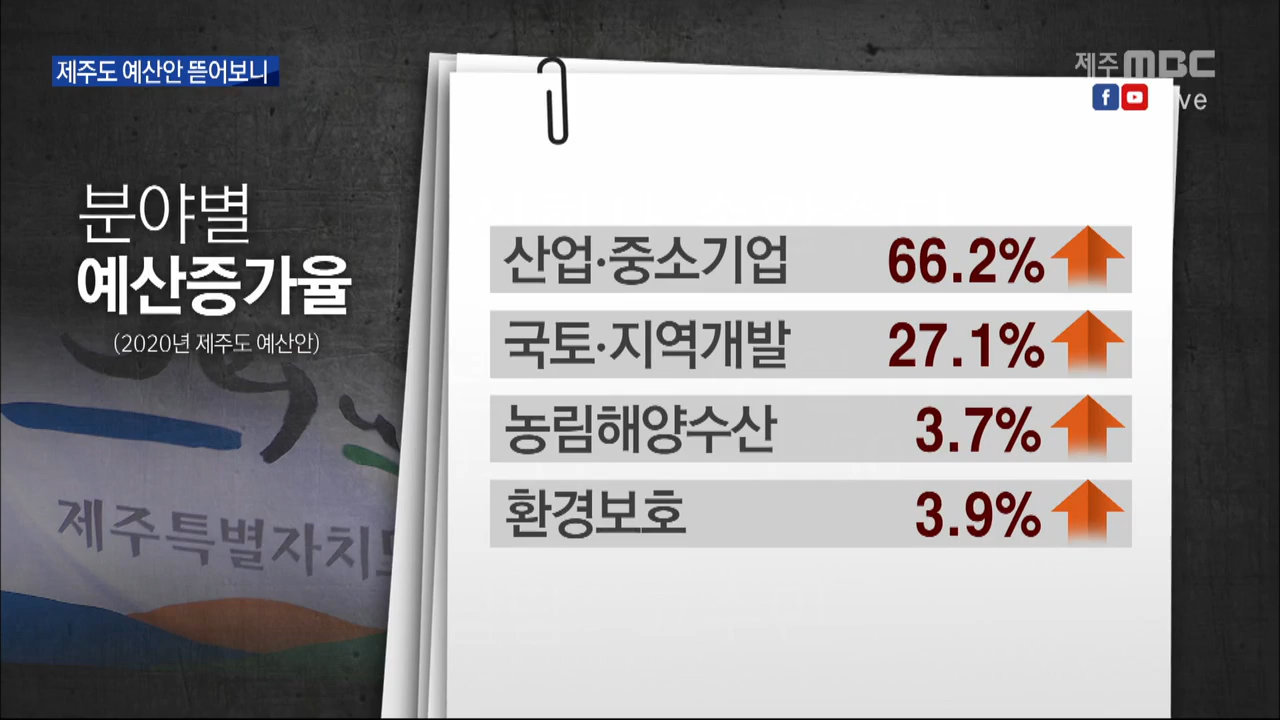 제주도 예산안 뜯어보니
제주 MBC
ve
분야별
예산증가율
(2020년 제주도 예산안)
산업·중소기업 66.2%
국토·지역개발 27.1%
농림해양수산 3.7%
환경보호 3.9%
제주특별자치도